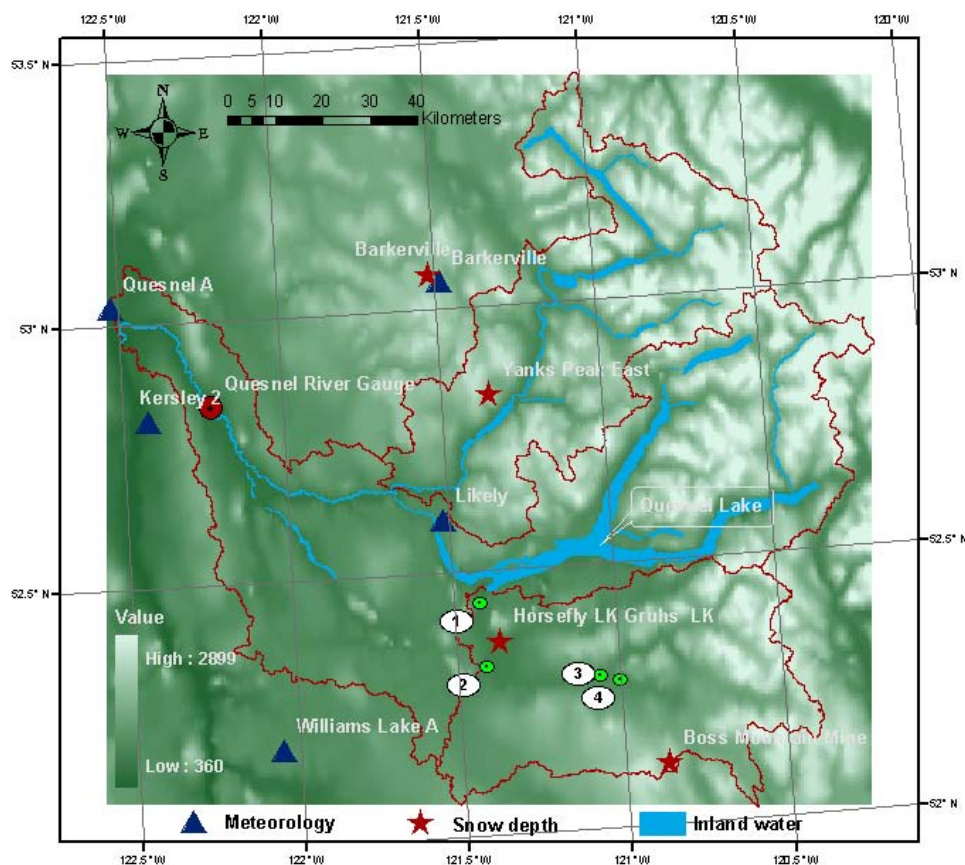 122.5°W 122°W 121.5°W 121°W 120.5°W 120°W
53.5°N
N
W E
S
0 5 10 20 30 40
Kilometers
Barkerville
Barkerville
53°N
Quesnel A
53°N
Yanks Peak East
Quesnel River Gauge
Kersley 2
Likely
Quesnel Lake
52.5°N
52.5°N
Value
High : 2899
Low : 360
1
Horsefly LK Gruhs LK
2
3
4
Williams Lake A
Boss Mountain Mine
52°N
Meteorology Snow depth Inland water
122.5°W 122°W 121.5°W 121°W 120.5°W